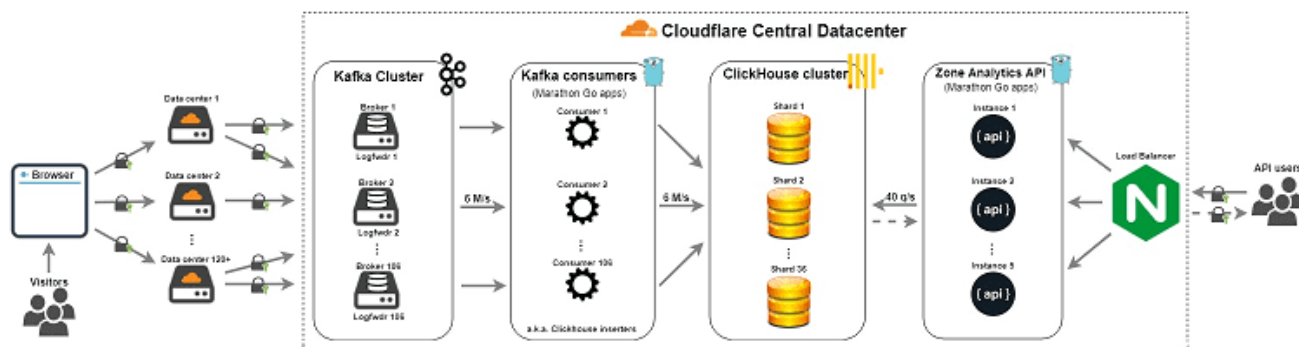 Cloudflare Central Datacenter
Kafka Cluster
Kafka consumers
(Marathon Go apps)
ClickHouse cluster
Zone Analytics API
(Marathon Go apps)
Data center 1
Data center 2
Data center 120+
Browser
Visitors
Broker 1
Logfwdr 1
Broker 2
Logfwdr 2
Broker 106
Logfwdr 106
6 M/s
Consumer 1
Consumer 2
Consumer 106
a.k.a. Clickhouse inserters
6 M/s
Shard 1
Shard 2
Shard 36
40 q/s
Instance 1
{ api }
Instance 2
{ api }
Instance 5
{ api }
Load Balancer
N
API users